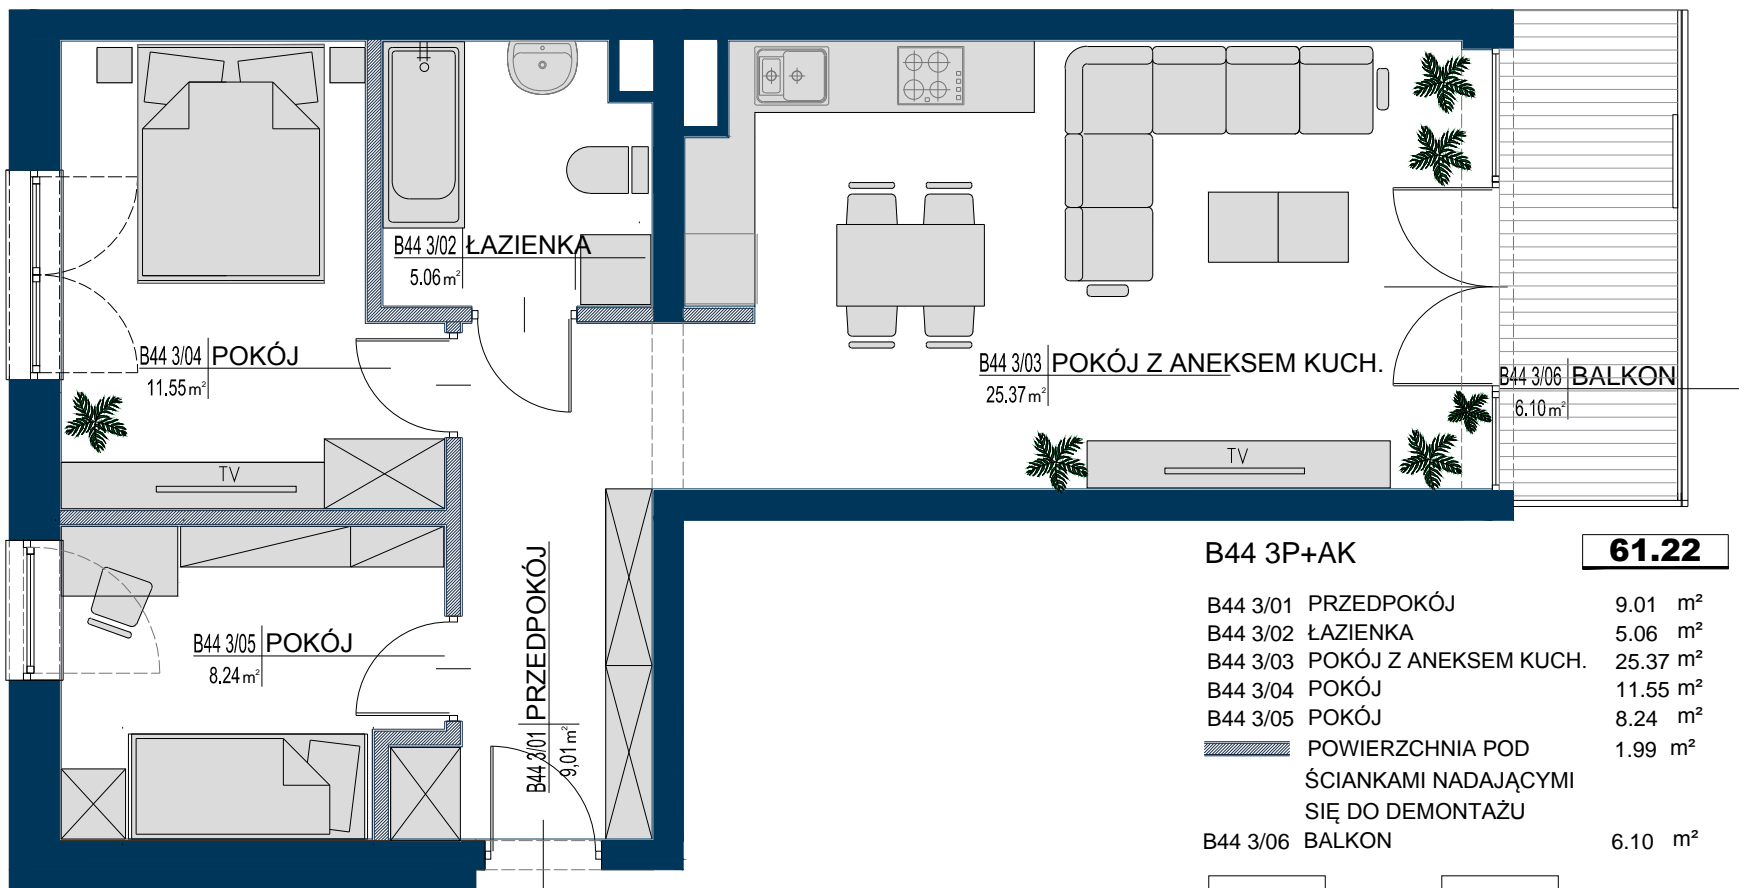 B44 3/02 ŁAZIENKA
5.06 m²
B44 3/04 POKÓJ
11.55 m²
B44 3/03 POKÓJ Z ANEKSEM KUCH.
25.37 m²
B44 3/06 BALKON
6.10 m²
TV
TV
B44 3/05 POKÓJ
8.24 m²
B44 3/01 PRZEDPOKÓJ
9,01 m²
B44 3P+AK 61.22
B44 3/01 PRZEDPOKÓJ 9.01 m²
B44 3/02 ŁAZIENKA 5.06 m²
B44 3/03 POKÓJ Z ANEKSEM KUCH. 25.37 m²
B44 3/04 POKÓJ 11.55 m²
B44 3/05 POKÓJ 8.24 m²
POWIERZCHNIA POD 1.99 m²
ŚCIANKAMI NADAJĄCYMI
SIĘ DO DEMONTAŻU
B44 3/06 BALKON 6.10 m²